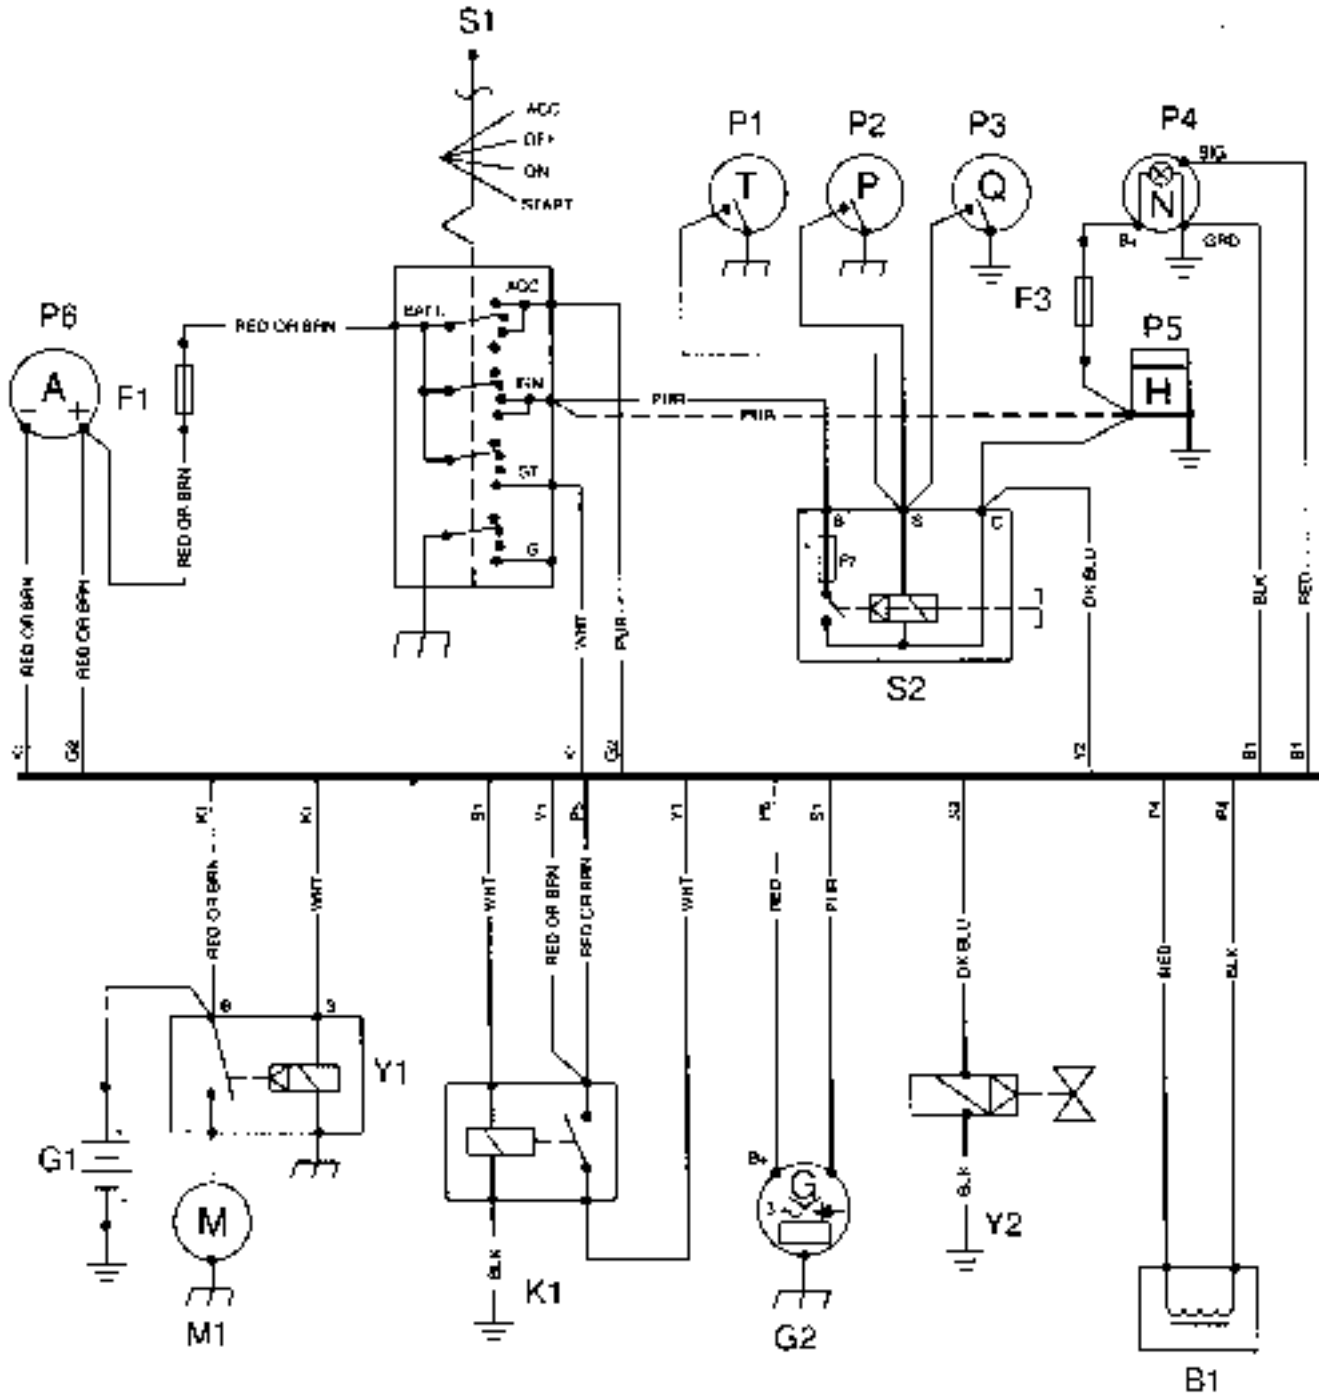 S1
ACC
OFF
ON
START
P1
P2
P3
P4
T
P
Q
N
SIG
B+
GRD
F3
P5
H
P6
A
- +
F1
RED OR BRN
BATT.
ACC
IGN
ST
G
PUR
PUR
RED OR BRN
RED OR BRN
RED OR BRN
WHT
PUR
B
S
C
S2
DK BLU
BLK
RED
G2
G2
Y2
B1
B1
K1
K1
S1
Y1
Y1
S1
S2
P4
P4
RED OR BRN
WHT
WHT
RED OR BRN
RED OR BRN
WHT
RED
PUR
DK BLU
RED
BLK
B
S
Y1
G1
M
M1
BLK
K1
B+
G
3
G2
BLK
Y2
B1